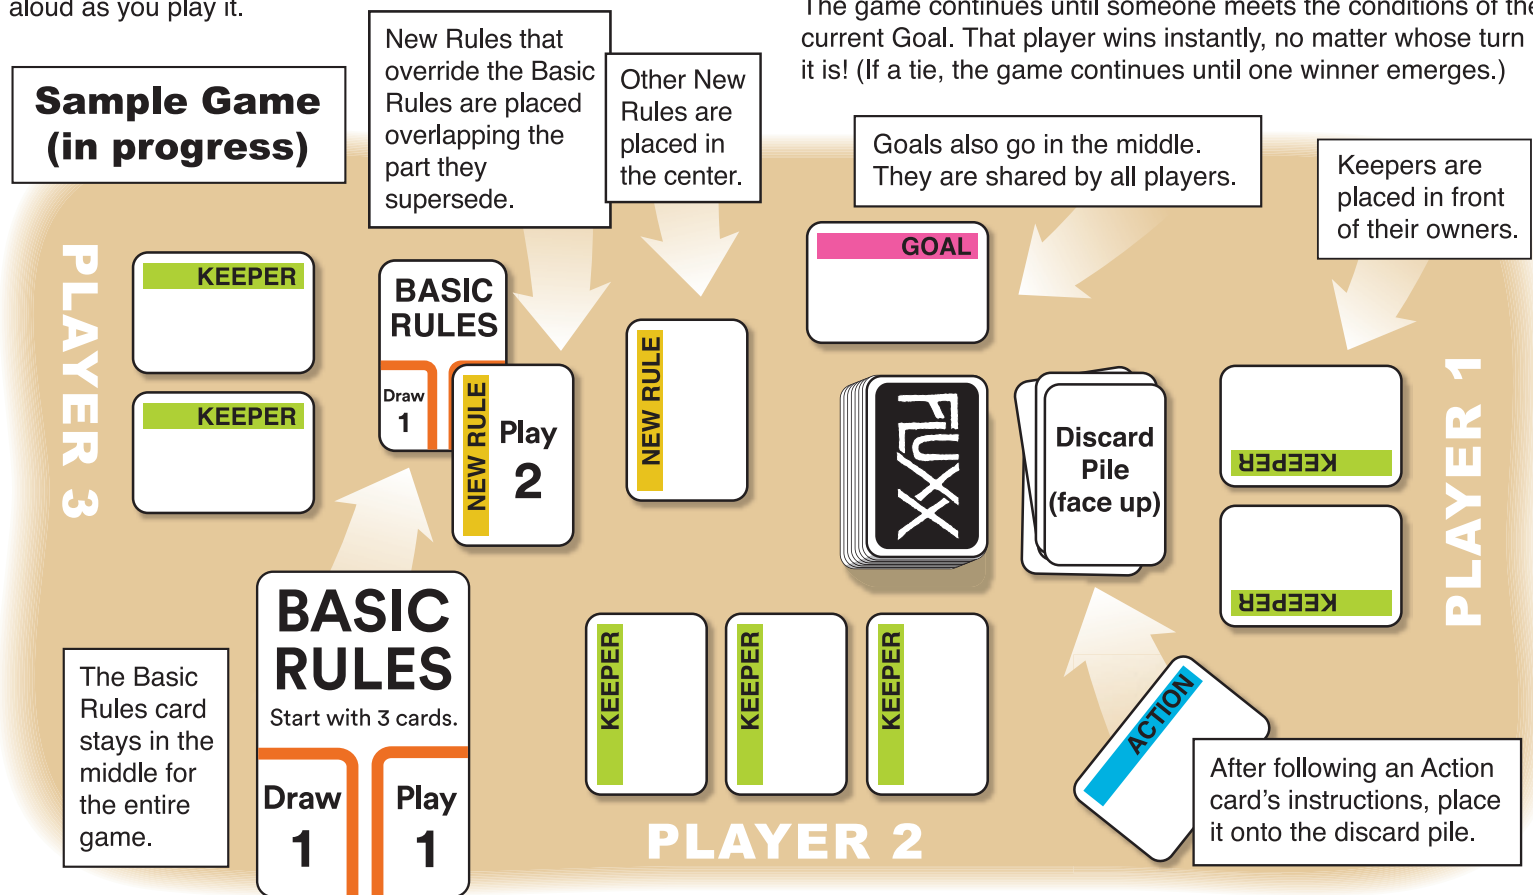 aloud as you play it.
The game continues until someone meets the conditions of the
current Goal. That player wins instantly, no matter whose turn
it is! (If a tie, the game continues until one winner emerges.)
Sample Game
(in progress)
New Rules that
override the Basic
Rules are placed
overlapping the
part they
supersede.
Other New
Rules are
placed in
the center.
Goals also go in the middle.
They are shared by all players.
Keepers are
placed in front
of their owners.
PLAYER 3
KEEPER
KEEPER
BASIC
RULES
Draw
1
NEW RULE
Play
2
NEW RULE
GOAL
FLUXX
Discard
Pile
(face up)
KEEPER
KEEPER
PLAYER 1
The Basic
Rules card
stays in the
middle for
the entire
game.
BASIC
RULES
Start with 3 cards.
Draw
1
Play
1
KEEPER
KEEPER
KEEPER
PLAYER 2
ACTION
After following an Action
card's instructions, place
it onto the discard pile.